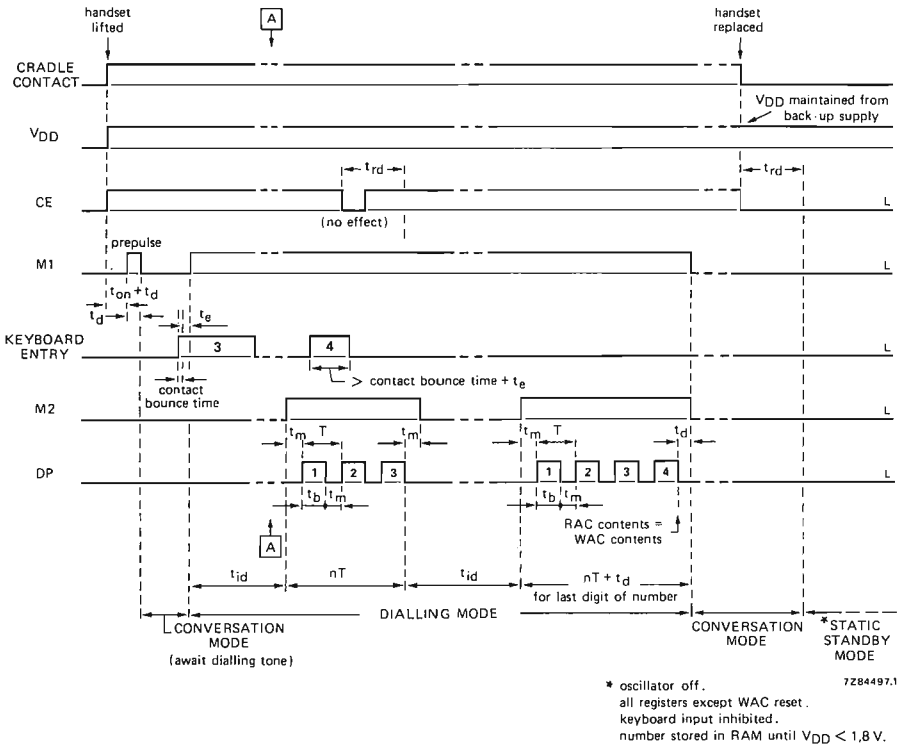 handset
lifted
A
handset
replaced
CRADLE
CONTACT
VDD maintained from
back-up supply
VDD
trd
trd
CE
L
(no effect)
prepulse
M1
L
ton + td
td
te
KEYBOARD
ENTRY
3
4
L
contact
bounce time
> contact bounce time + te
M2
L
tm
T
tm
tm
T
td
DP
1
2
3
1
2
3
4
L
tb
tm
tb
tm
RAC contents =
WAC contents
A
tid
nT
tid
nT + td
for last digit of number
DIALLING MODE
CONVERSATION
MODE
(await dialling tone)
CONVERSATION
MODE
*STATIC
STANDBY
MODE
7Z84497.1
* oscillator off.
all registers except WAC reset.
keyboard input inhibited.
number stored in RAM until VDD < 1,8 V.